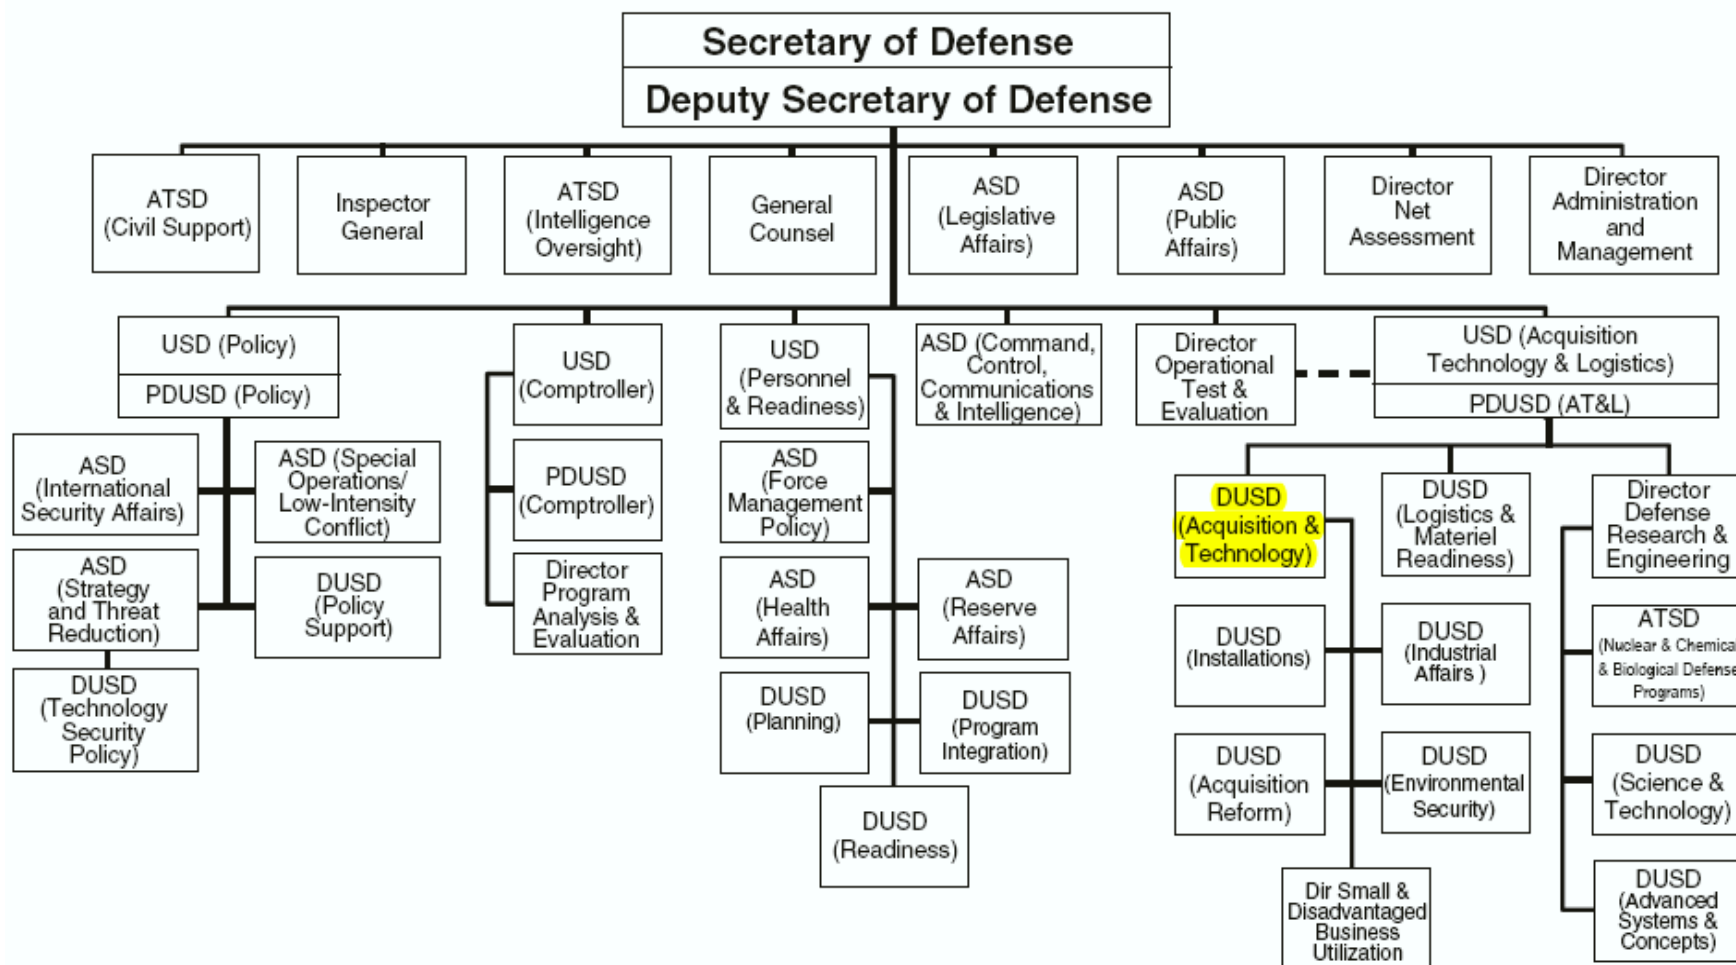 Secretary of Defense
Deputy Secretary of Defense
ATSD
(Civil Support)
Inspector
General
ATSD
(Intelligence
Oversight)
General
Counsel
ASD
(Legislative
Affairs)
ASD
(Public
Affairs)
Director
Net
Assessment
Director
Administration
and
Management
USD (Policy)
PDUSD (Policy)
USD
(Comptroller)
USD
(Personnel
& Readiness)
ASD (Command,
Control,
Communications
& Intelligence)
Director
Operational
Test &
Evaluation
USD (Acquisition
Technology & Logistics)
PDUSD (AT&L)
ASD
(International
Security Affairs)
ASD (Special
Operations/
Low-Intensity
Conflict)
PDUSD
(Comptroller)
ASD
(Force
Management
Policy)
DUSD
(Acquisition &
Technology)
DUSD
(Logistics &
Materiel
Readiness)
Director
Defense
Research &
Engineering
ASD
(Strategy
and Threat
Reduction)
DUSD
(Policy
Support)
Director
Program
Analysis &
Evaluation
ASD
(Health
Affairs)
ASD
(Reserve
Affairs)
DUSD
(Installations)
DUSD
(Industrial
Affairs )
ATSD
(Nuclear & Chemical
& Biological Defense
Programs)
DUSD
(Technology
Security
Policy)
DUSD
(Planning)
DUSD
(Program
Integration)
DUSD
(Acquisition
Reform)
DUSD
(Environmental
Security)
DUSD
(Science &
Technology)
DUSD
(Readiness)
Dir Small &
Disadvantaged
Business
Utilization
DUSD
(Advanced
Systems &
Concepts)